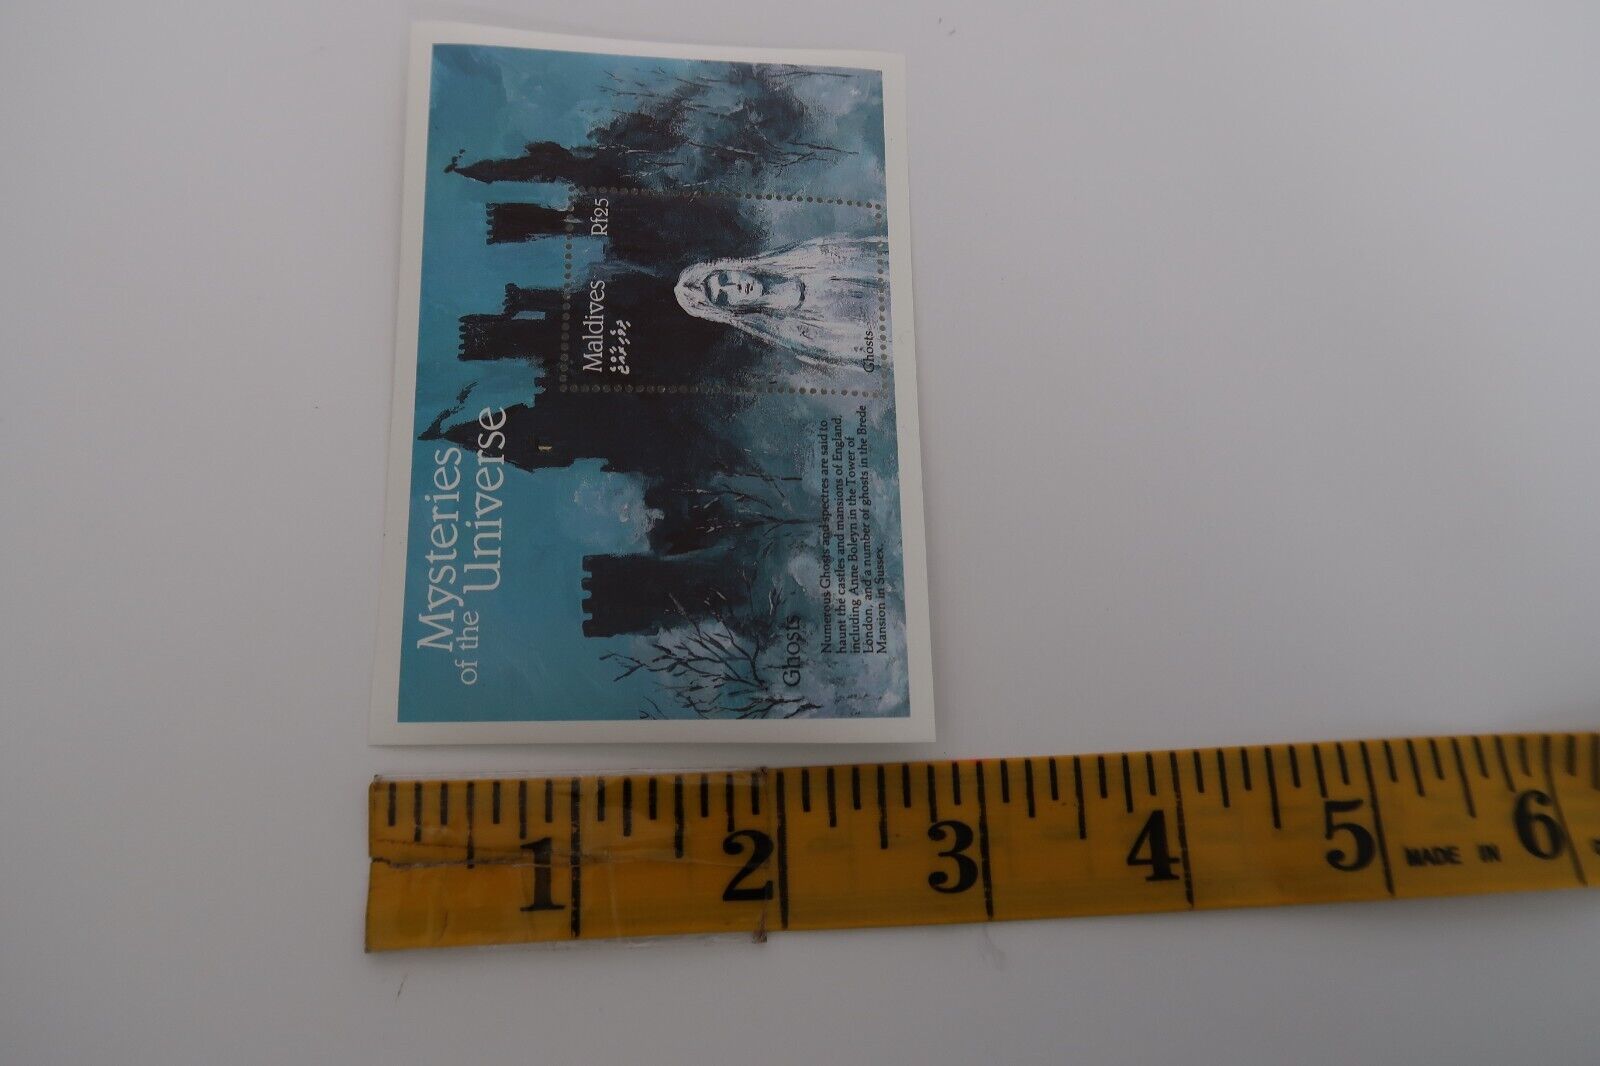 Mysteries
of the
Universe
Maldives Rf25
ދިވެހިރާއްޖެ
Ghosts
Ghosts
Numerous Ghosts and spectres are said to
haunt the castles and mansions of England,
including Anne Boleyn in the Tower of
London, and a number of ghosts in the Brede
Mansion in Sussex.
1 2 3 4 5 MADE IN 6